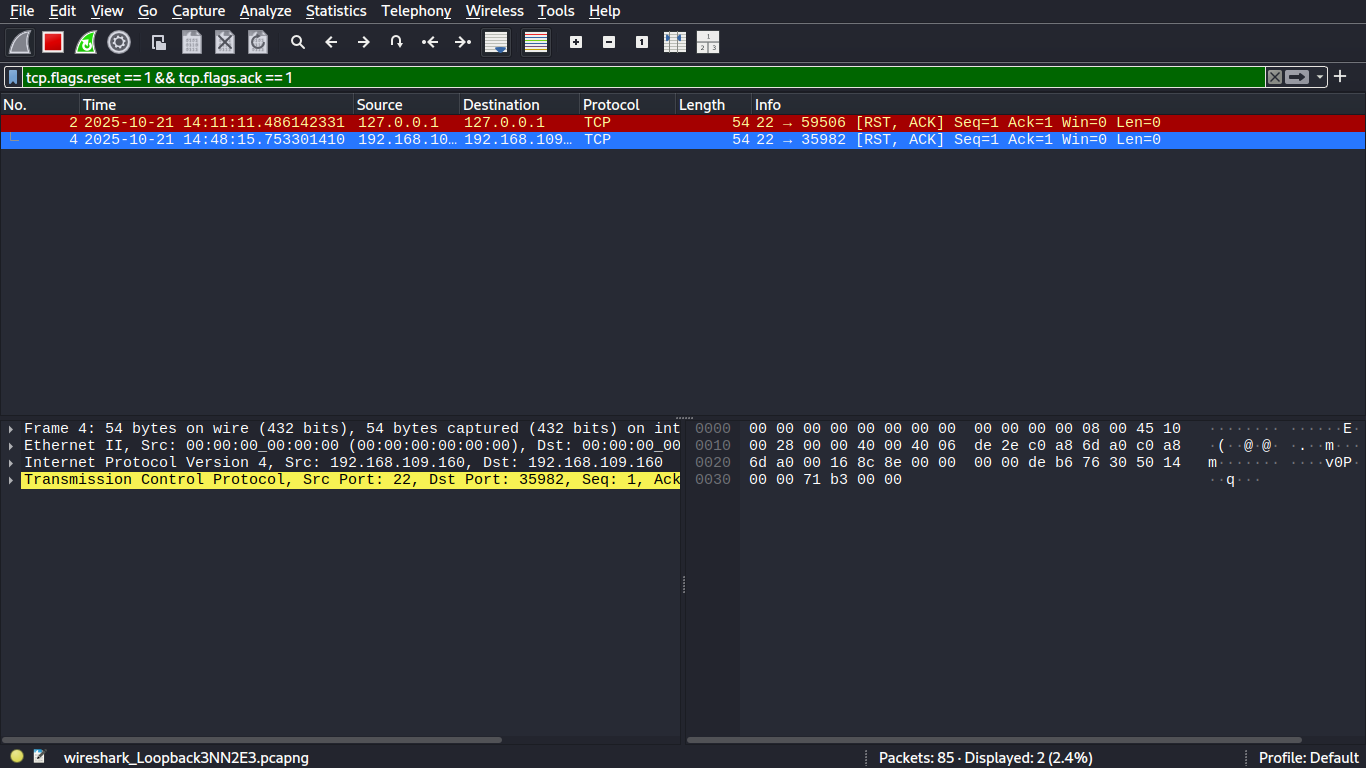 File Edit View Go Capture Analyze Statistics Telephony Wireless Tools Help
1
1
2 3
tcp.flags.reset == 1 && tcp.flags.ack == 1
No. Time Source Destination Protocol Length Info
2 2025-10-21 14:11:11.486142331 127.0.0.1 127.0.0.1 TCP 54 22 → 59506 [RST, ACK] Seq=1 Ack=1 Win=0 Len=0
4 2025-10-21 14:48:15.753301410 192.168.10… 192.168.109… TCP 54 22 → 35982 [RST, ACK] Seq=1 Ack=1 Win=0 Len=0
Frame 4: 54 bytes on wire (432 bits), 54 bytes captured (432 bits) on int
Ethernet II, Src: 00:00:00_00:00:00 (00:00:00:00:00:00), Dst: 00:00:00_00
Internet Protocol Version 4, Src: 192.168.109.160, Dst: 192.168.109.160
Transmission Control Protocol, Src Port: 22, Dst Port: 35982, Seq: 1, Ack
0000 00 00 00 00 00 00 00 00 00 00 00 00 08 00 45 10 ········ ······E·
0010 00 28 00 00 40 00 40 06 de 2e c0 a8 6d a0 c0 a8 ·(··@·@· ·.··m···
0020 6d a0 00 16 8c 8e 00 00 00 00 de b6 76 30 50 14 m······· ····v0P·
0030 00 00 71 b3 00 00 ··q···
wireshark_Loopback3NN2E3.pcapng Packets: 85 · Displayed: 2 (2.4%) Profile: Default